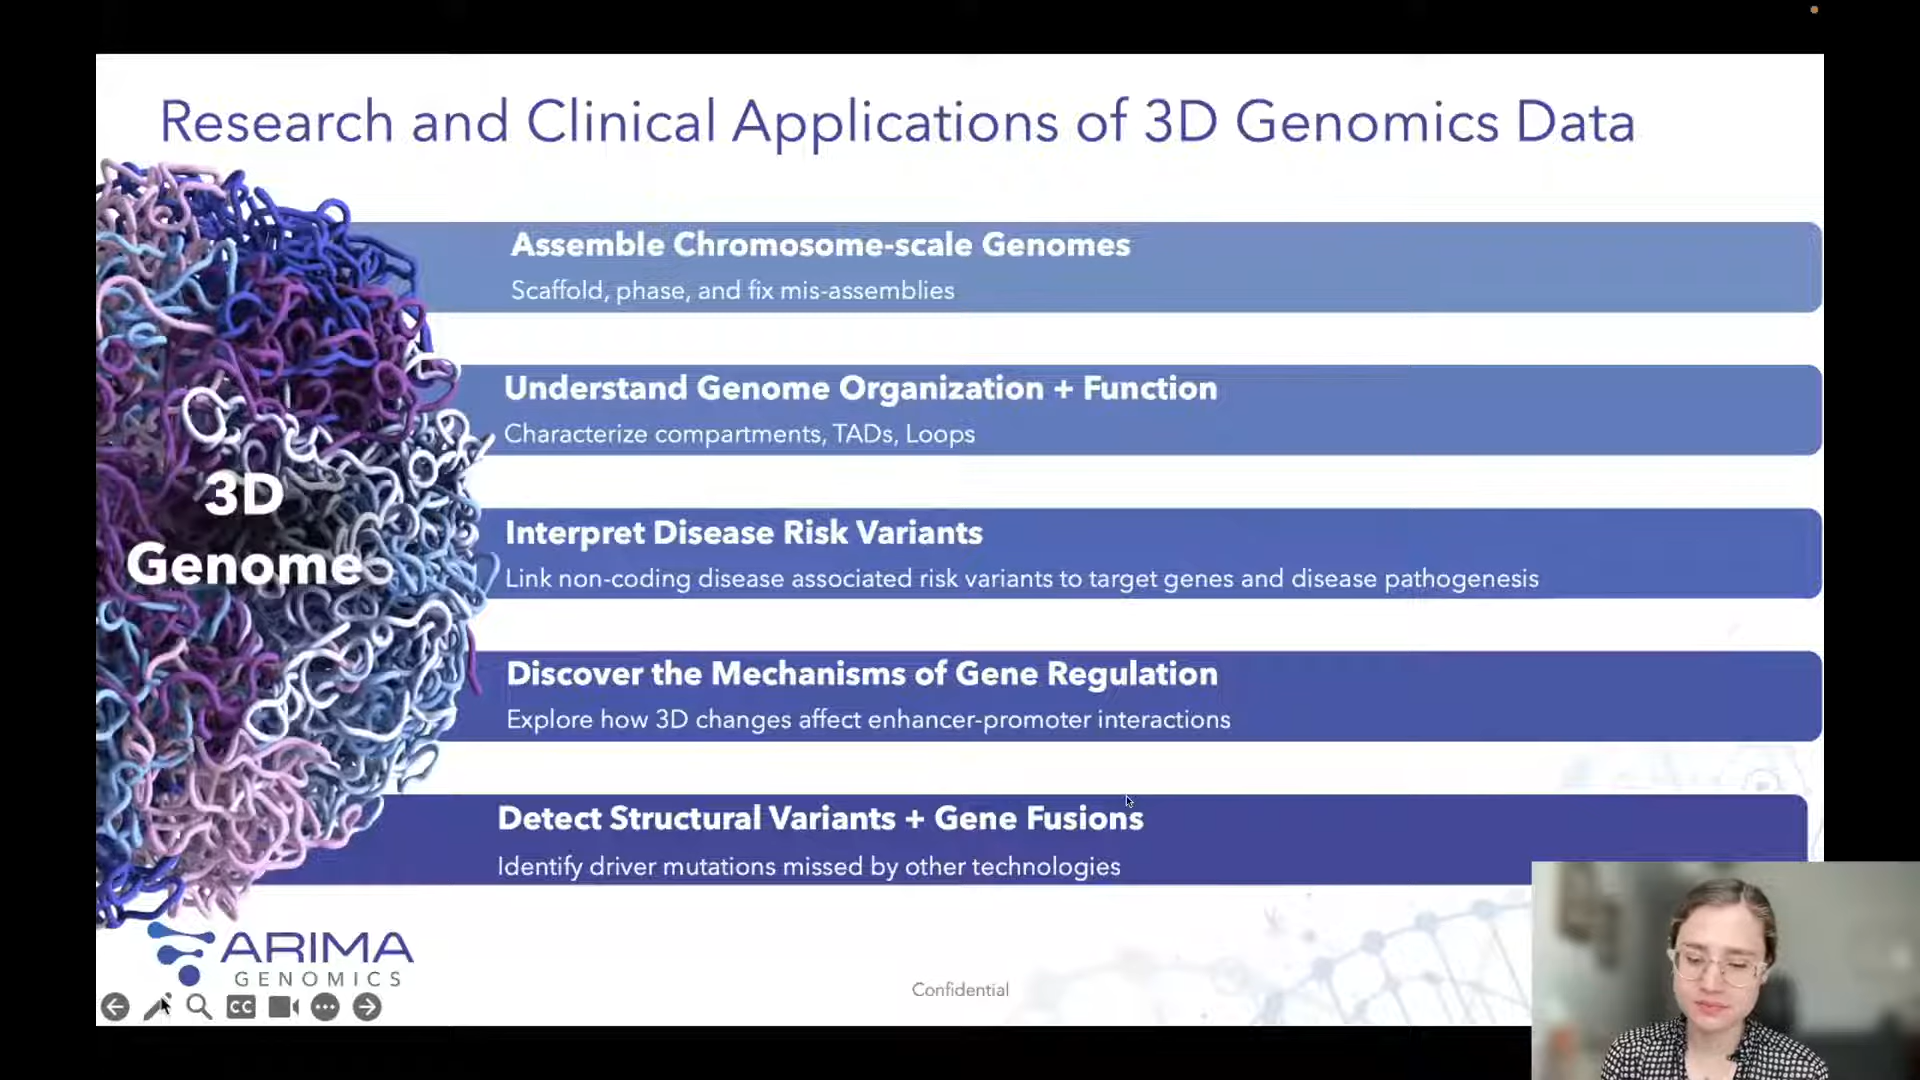 Research and Clinical Applications of 3D Genomics Data
Assemble Chromosome-scale Genomes
Scaffold, phase, and fix mis-assemblies
Understand Genome Organization + Function
Characterize compartments, TADs, Loops
3D
Genome
Interpret Disease Risk Variants
Link non-coding disease associated risk variants to target genes and disease pathogenesis
Discover the Mechanisms of Gene Regulation
Explore how 3D changes affect enhancer-promoter interactions
Detect Structural Variants + Gene Fusions
Identify driver mutations missed by other technologies
ARIMA
GENOMICS
Confidential
CC